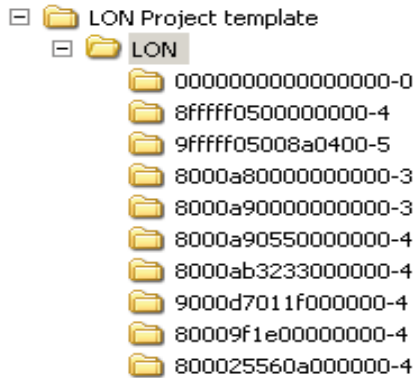 LON Project template
LON
0000000000000000-0
8fffff0500000000-4
9fffff05008a0400-5
8000a80000000000-3
8000a90000000000-3
8000a90550000000-4
8000ab3233000000-4
9000d7011f000000-4
80009f1e00000000-4
800025560a000000-4